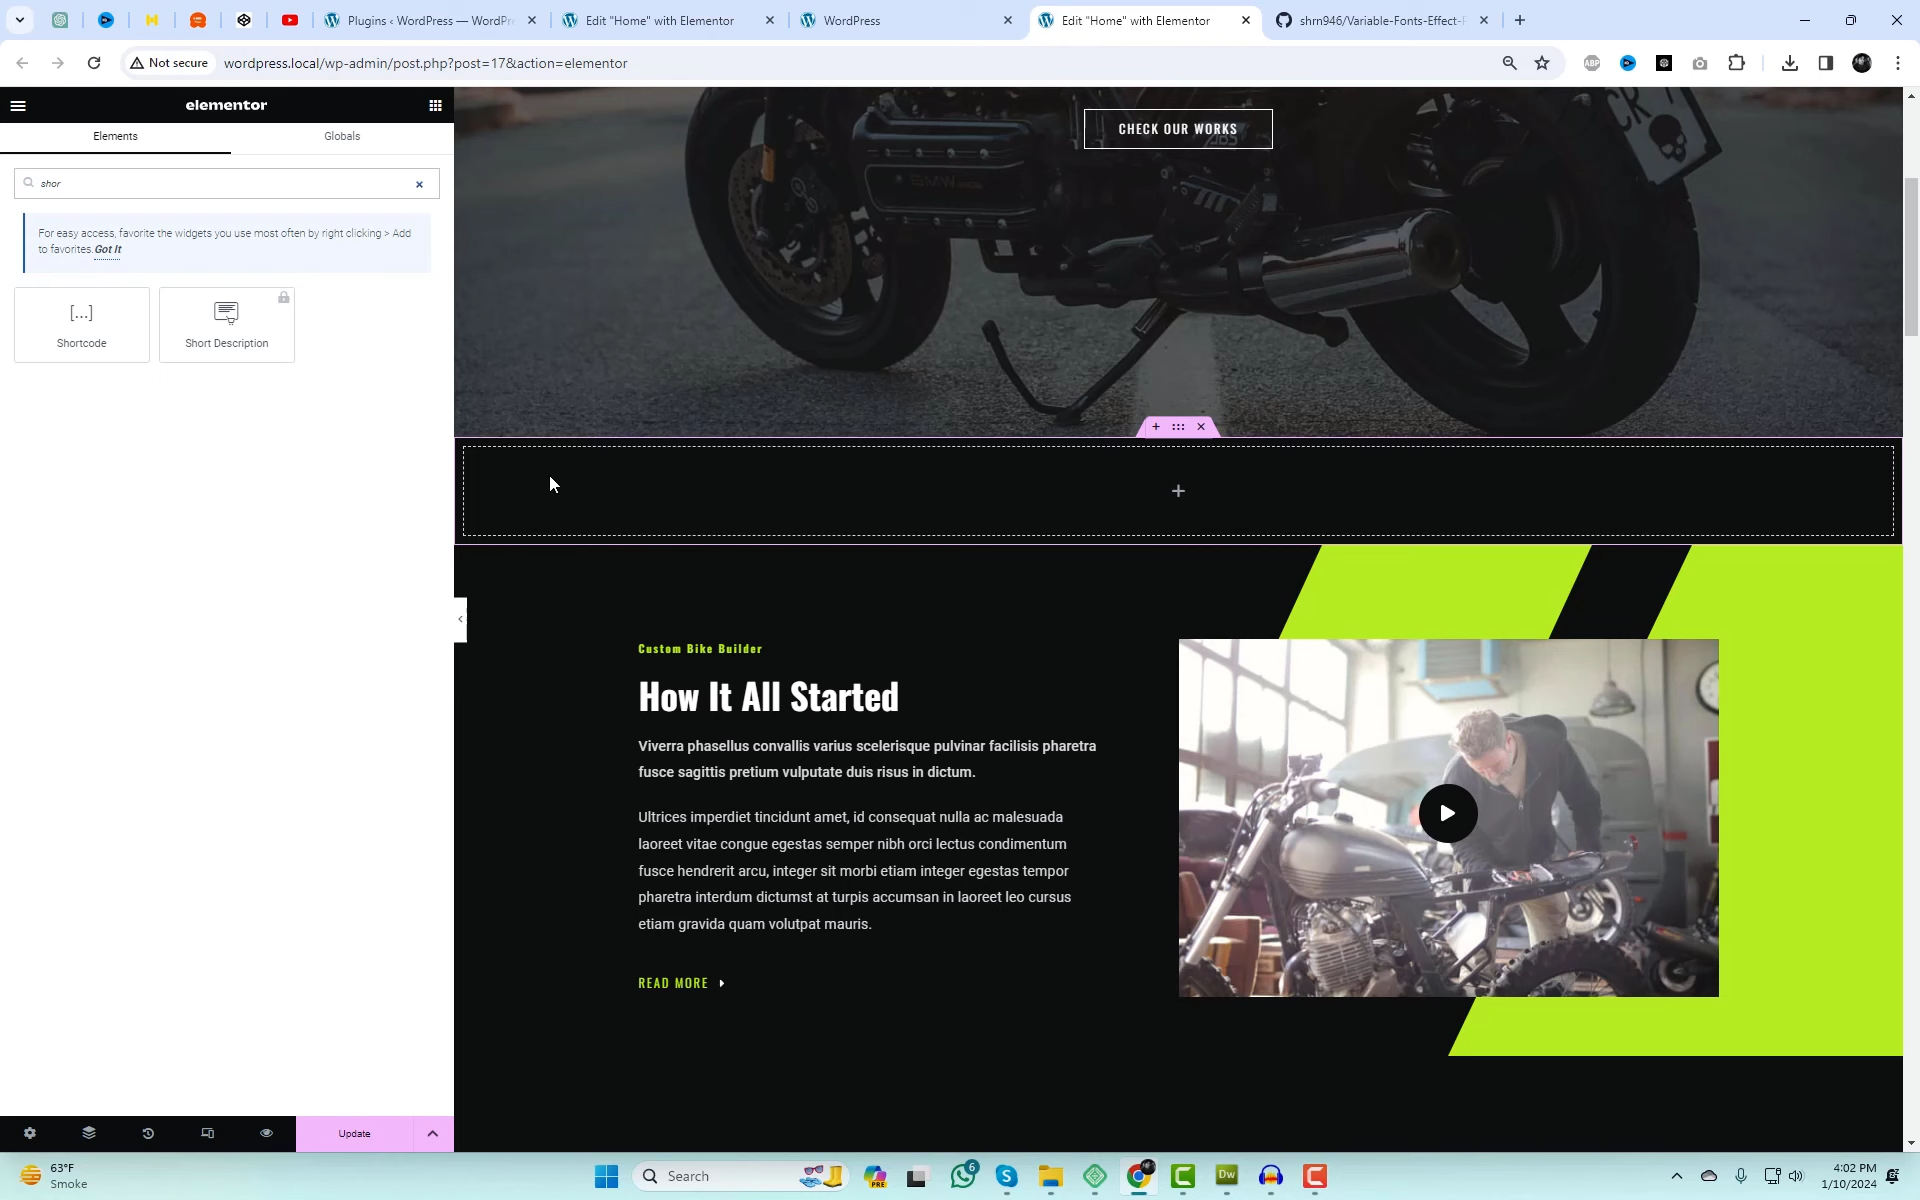 Plugins ‹ WordPress — WordPr
Edit "Home" with Elementor
WordPress
Edit "Home" with Elementor
shrn946/Variable-Fonts-Effect-F
Not secure
wordpress.local/wp-admin/post.php?post=17&action=elementor
ABP
elementor
Elements
Globals
shor
For easy access, favorite the widgets you use most often by right clicking > Add
to favorites. Got It
[...]
Shortcode
Short Description
CHECK OUR WORKS
Custom Bike Builder
How It All Started
Viverra phasellus convallis varius scelerisque pulvinar facilisis pharetra
fusce sagittis pretium vulputate duis risus in dictum.
Ultrices imperdiet tincidunt amet, id consequat nulla ac malesuada
laoreet vitae congue egestas semper nibh orci lectus condimentum
fusce hendrerit arcu, integer sit morbi etiam integer egestas tempor
pharetra interdum dictumst at turpis accumsan in laoreet leo cursus
etiam gravida quam volutpat mauris.
READ MORE
Update
63°F
Smoke
Search
PRE
6
Dw
4:02 PM
1/10/2024